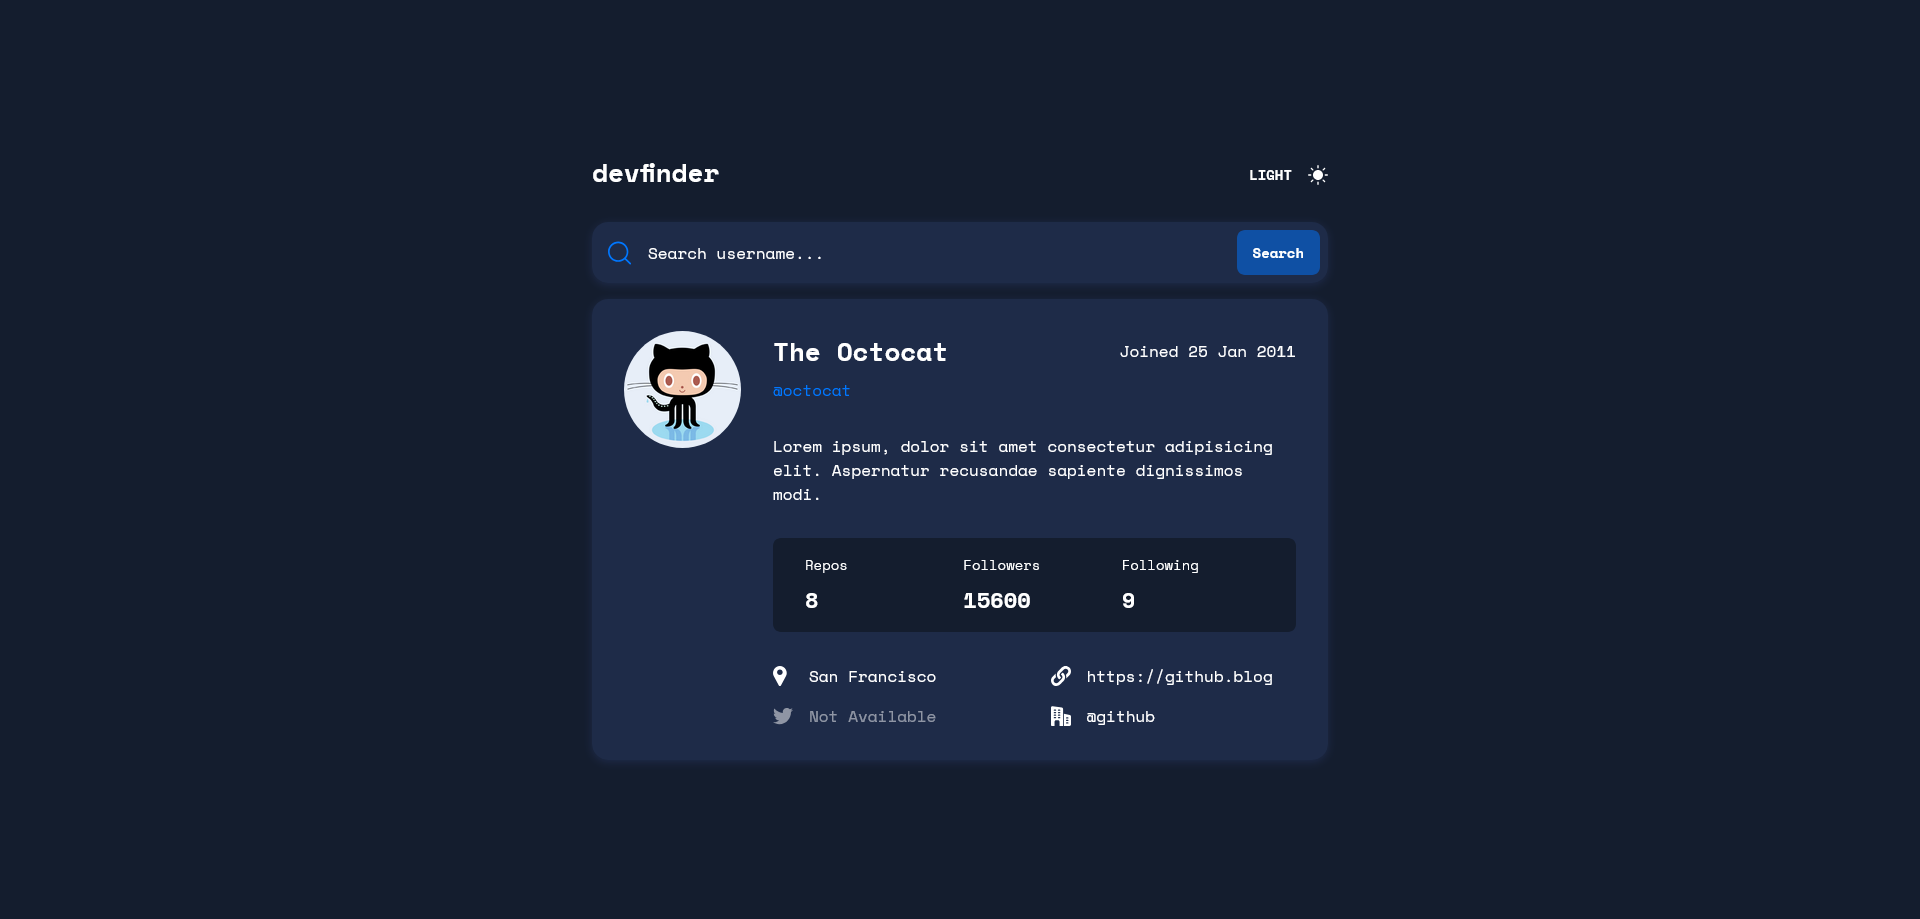 devfinder
LIGHT
Search username...
Search
The Octocat
Joined 25 Jan 2011
@octocat
Lorem ipsum, dolor sit amet consectetur adipisicing
elit. Aspernatur recusandae sapiente dignissimos
modi.
Repos
Followers
Following
8
15600
9
San Francisco
https://github.blog
Not Available
@github